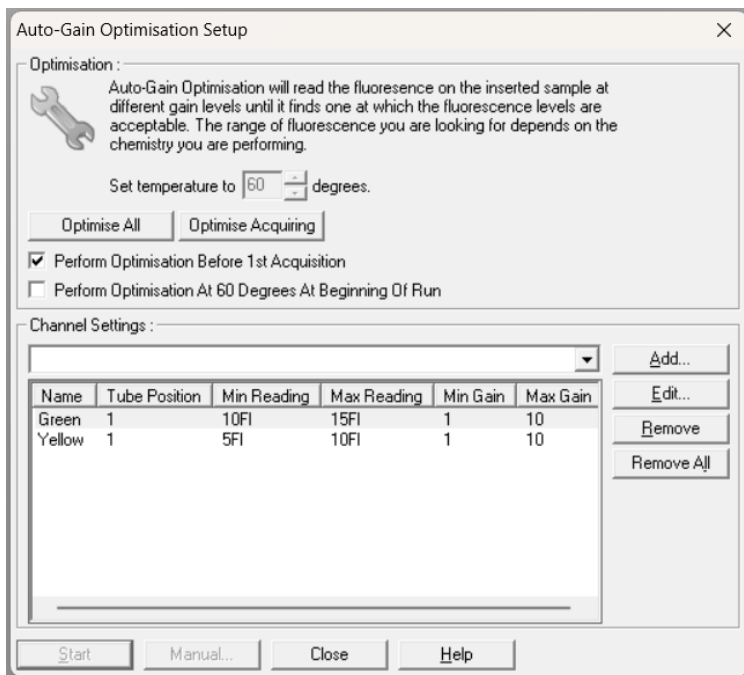 Auto-Gain Optimisation Setup
Optimisation :
Auto-Gain Optimisation will read the fluoresence on the inserted sample at
different gain levels until it finds one at which the fluorescence levels are
acceptable. The range of fluorescence you are looking for depends on the
chemistry you are performing.
Set temperature to 60 degrees.
Optimise All Optimise Acquiring
Perform Optimisation Before 1st Acquisition
Perform Optimisation At 60 Degrees At Beginning Of Run
Channel Settings :
Add...
Name Tube Position Min Reading Max Reading Min Gain Max Gain Edit...
Green 1 10Fl 15Fl 1 10
Remove
Yellow 1 5Fl 10Fl 1 10
Remove All
Start Manual... Close Help